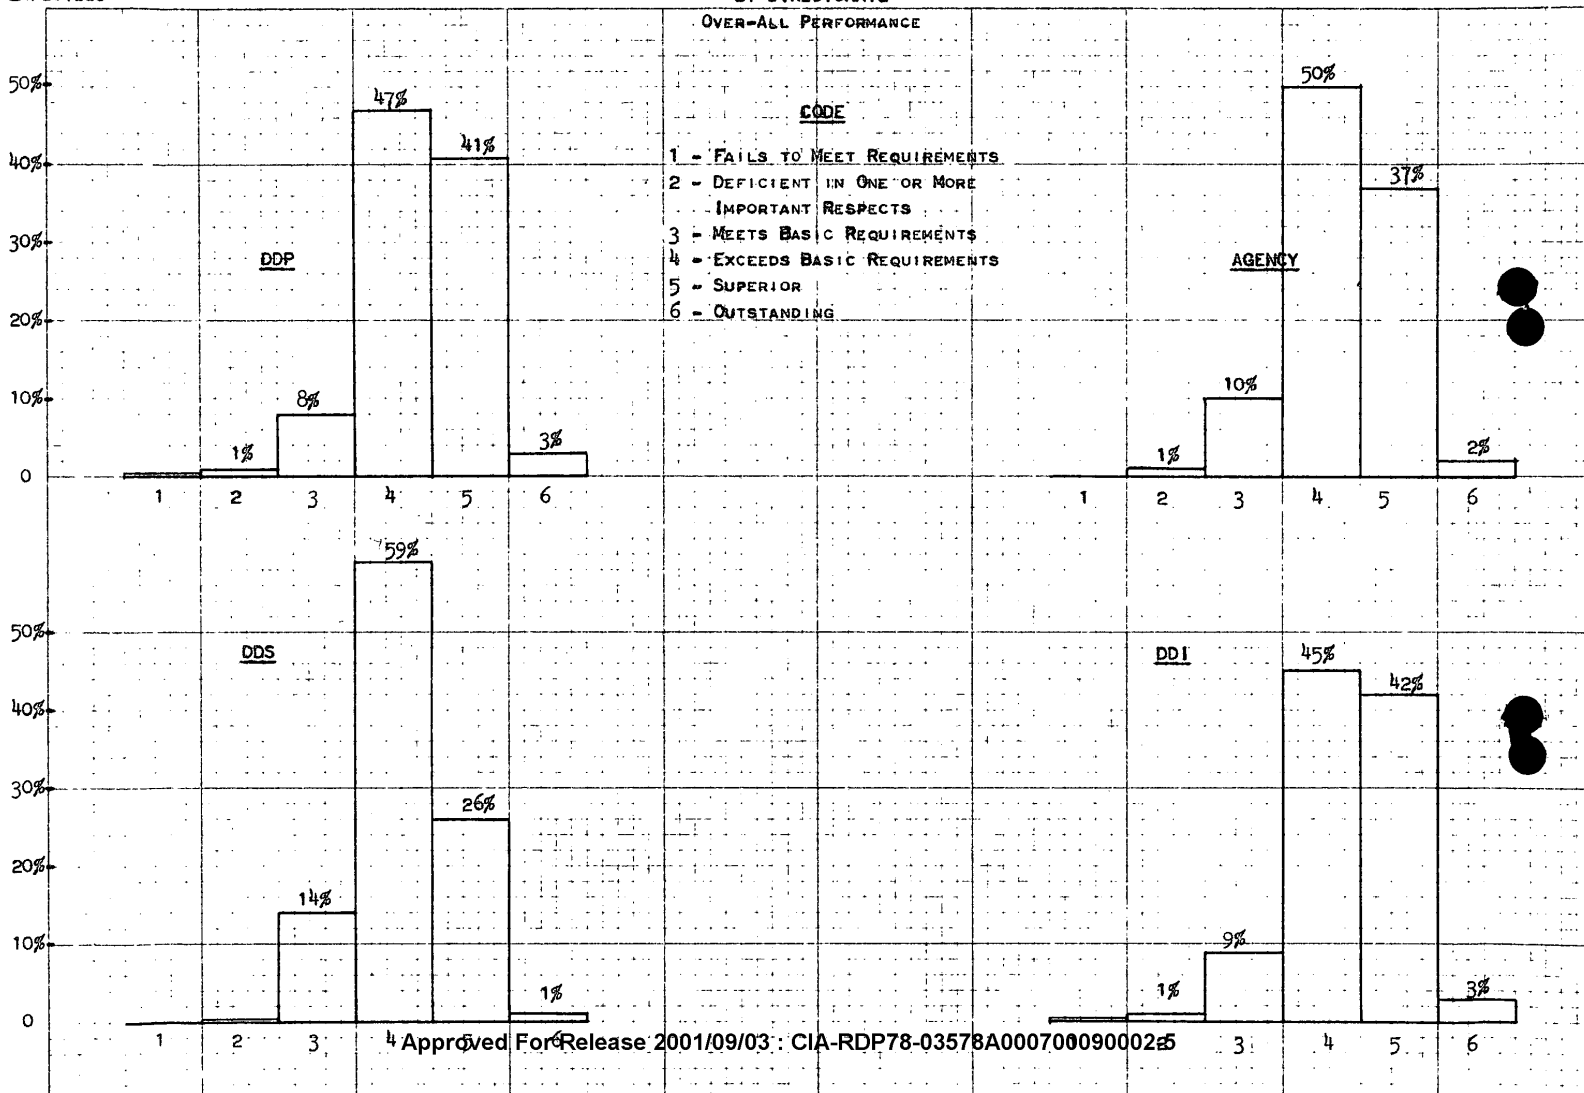 OVER-ALL PERFORMANCE
50%
40%
30%
20%
10%
0
DDP
1%
8%
47%
41%
3%
1 2 3 4 5 6
CODE
1 - FAILS TO MEET REQUIREMENTS
2 - DEFICIENT IN ONE OR MORE
IMPORTANT RESPECTS
3 - MEETS BASIC REQUIREMENTS
4 - EXCEEDS BASIC REQUIREMENTS
5 - SUPERIOR
6 - OUTSTANDING
AGENCY
1%
10%
50%
37%
2%
1 2 3 4 5 6
50%
40%
30%
20%
10%
0
DDS
14%
59%
26%
1%
1 2 3 4 5 6
DDI
1%
9%
45%
42%
3%
3 4 5 6
Approved For Release 2001/09/03 : CIA-RDP78-03578A000700090002-5